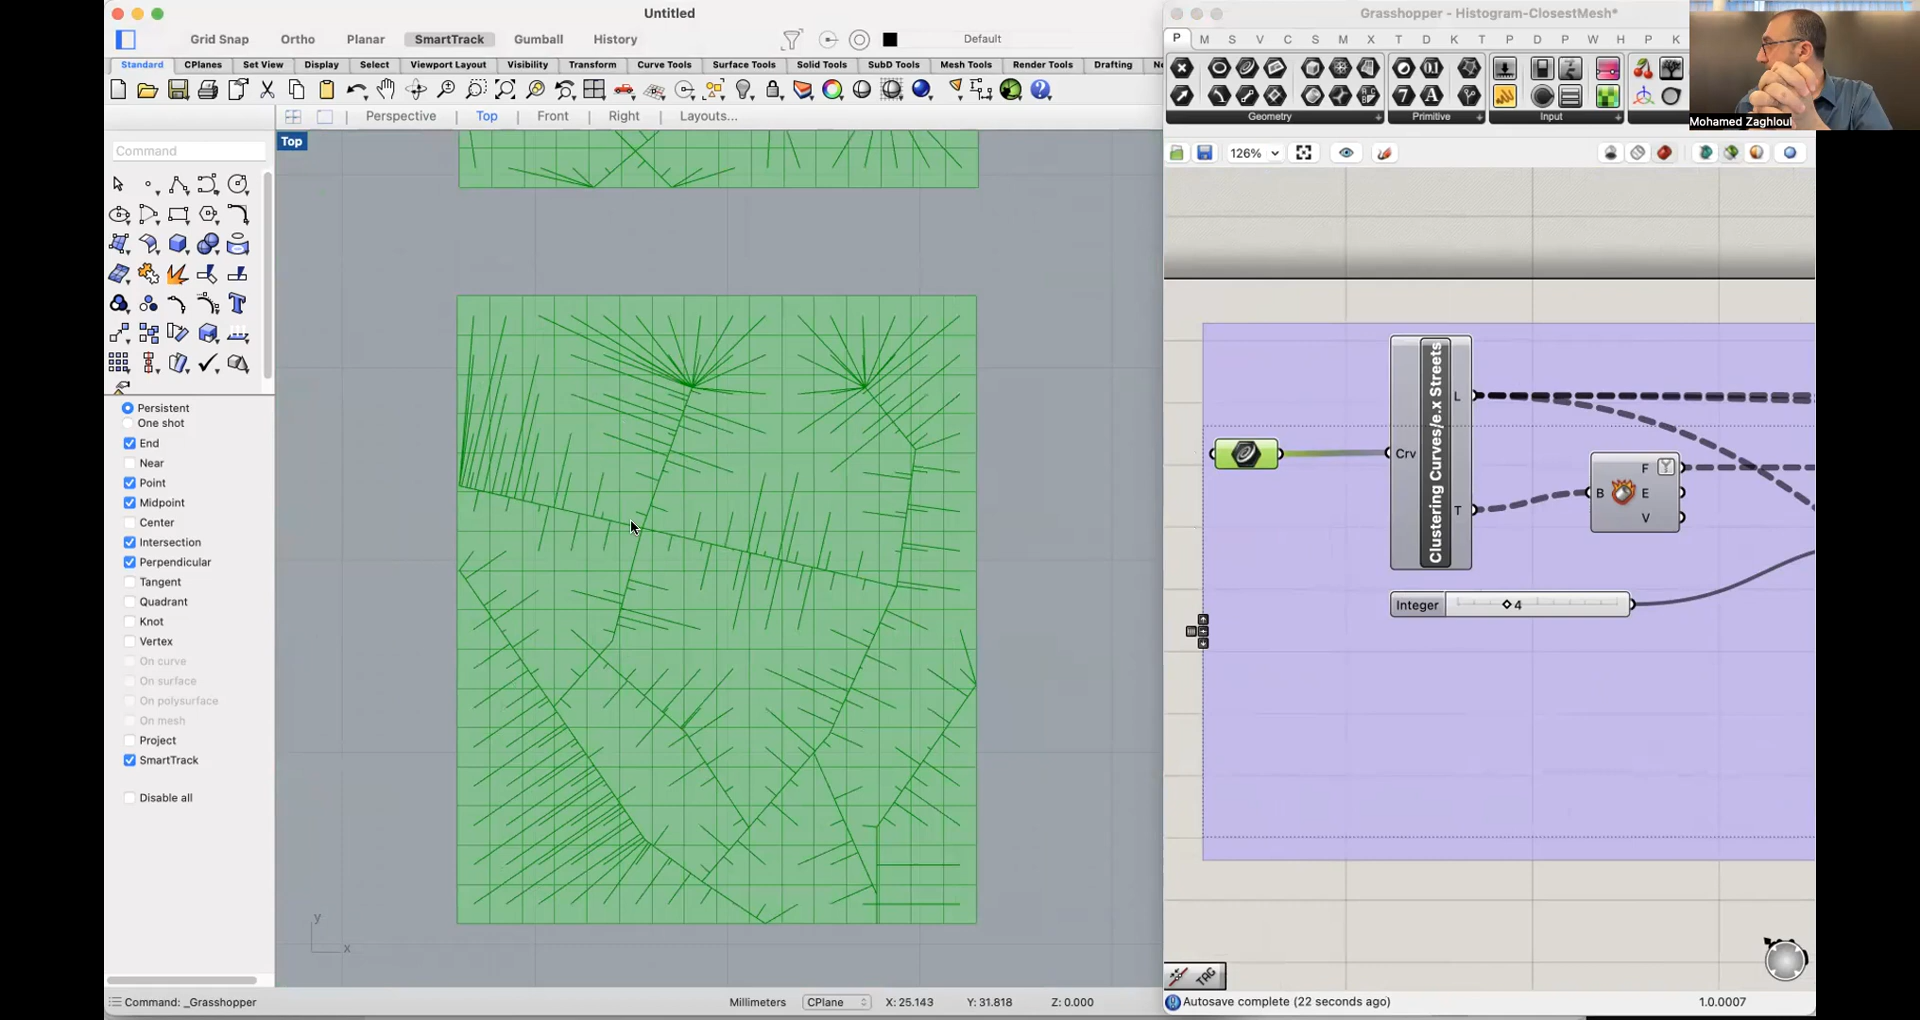 Untitled
Grasshopper - Histogram-ClosestMesh*
Grid Snap Ortho Planar SmartTrack Gumball History Default
P M S V C S M X T D K T P D P W H P K
Standard CPlanes Set View Display Select Viewport Layout Visibility Transform Curve Tools Surface Tools Solid Tools SubD Tools Mesh Tools Render Tools Drafting
Geometry Primitive Input
Mohamed Zaghloul
Perspective Top Front Right Layouts...
Top
Command
126%
Persistent
One shot
End
Near
Point
Midpoint
Center
Intersection
Perpendicular
Tangent
Quadrant
Knot
Vertex
On curve
On surface
On polysurface
On mesh
Project
SmartTrack
Disable all
y
x
Crv
Clustering Curves/e.x Streets
L
T
B
F
E
V
Integer 4
TAG
Command: _Grasshopper
Millimeters CPlane X: 25.143 Y: 31.818 Z: 0.000
Autosave complete (22 seconds ago) 1.0.0007